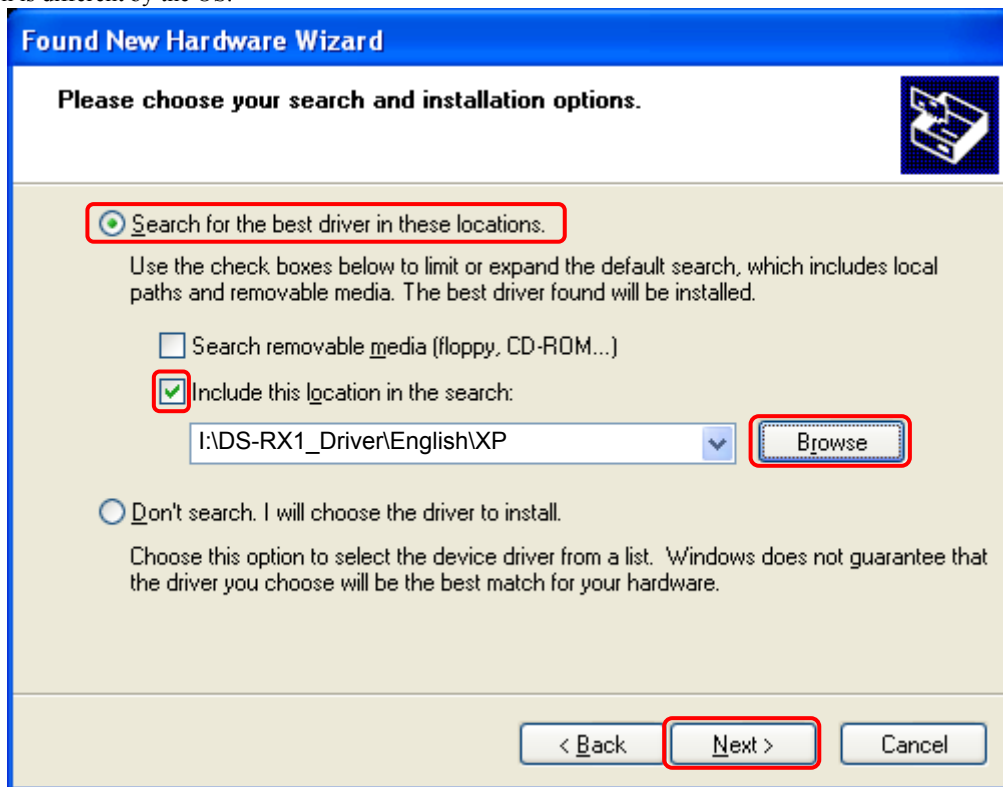 is different by the OS.
Found New Hardware Wizard
Please choose your search and installation options.
Search for the best driver in these locations.
Use the check boxes below to limit or expand the default search, which includes local
paths and removable media. The best driver found will be installed.
Search removable media (floppy, CD-ROM...)
Include this location in the search:
I:\DS-RX1_Driver\English\XP
Browse
Don't search. I will choose the driver to install.
Choose this option to select the device driver from a list. Windows does not guarantee that
the driver you choose will be the best match for your hardware.
< Back
Next >
Cancel